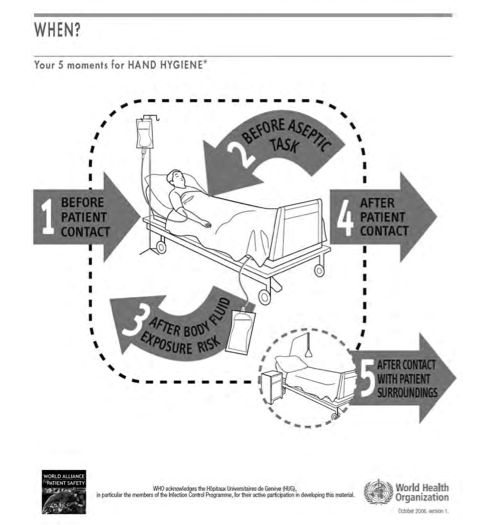 WHEN?
Your 5 moments for HAND HYGIENE*
1
BEFORE
PATIENT
CONTACT
2
BEFORE ASEPTIC
TASK
3
AFTER BODY FLUID
EXPOSURE RISK
4
AFTER
PATIENT
CONTACT
5
AFTER CONTACT
WITH PATIENT
SURROUNDINGS
WORLD ALLIANCE
PATIENT SAFETY
WHO acknowledges the Hôpitaux Universitaires de Genève (HUG),
in particular the members of the Infection Control Programme, for their active participation in developing this material.
World Health
Organization
October 2006, version 1.